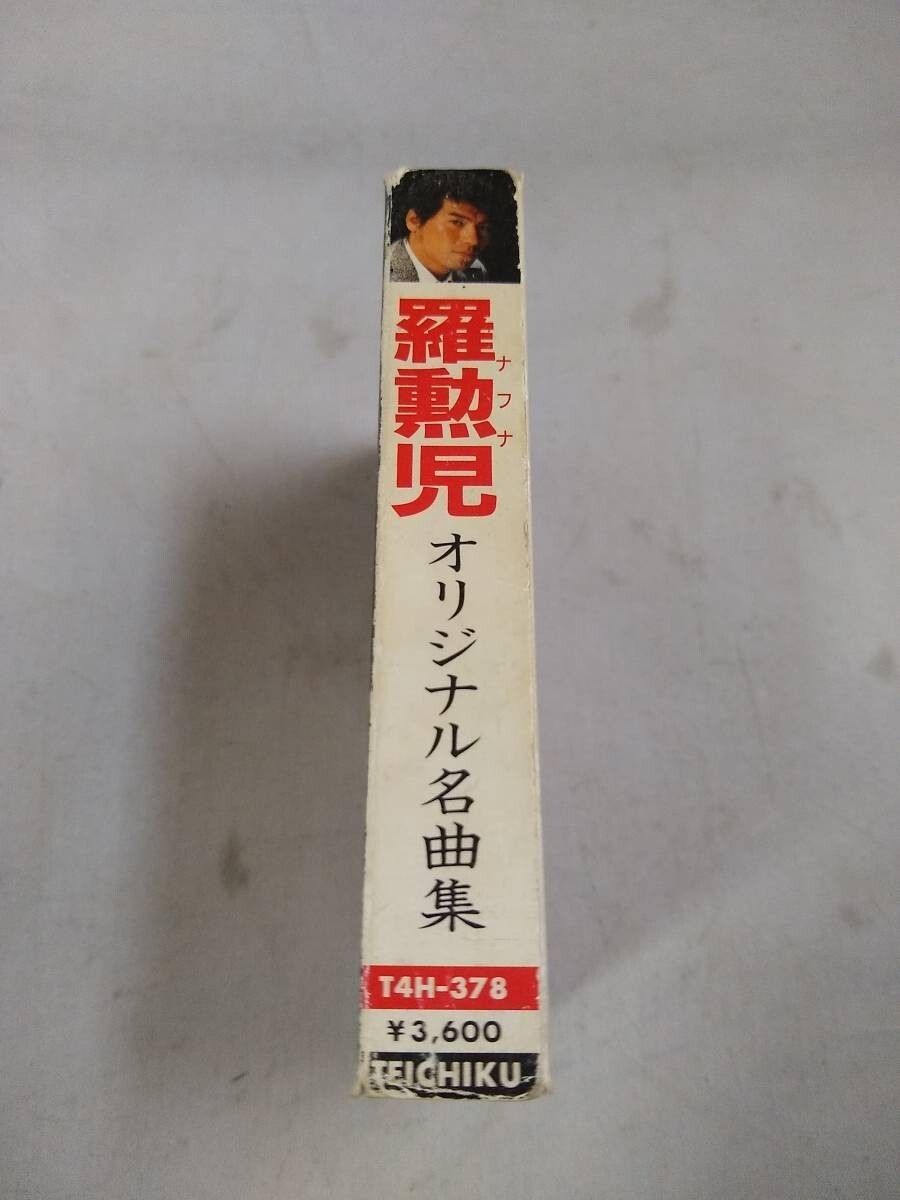 羅勲児
ナフナ
オリジナル名曲集
T4H-378
¥3,600
TEICHIKU